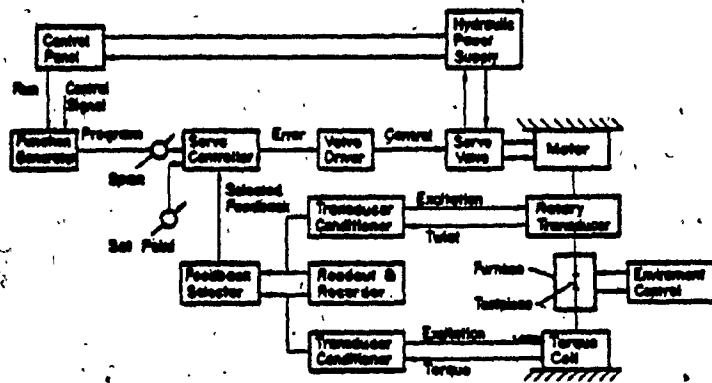 Control
Panel
Hydraulic
Power
Supply
Run
Control
Signal
Function
Generator
Programs
Span
Set Point
Servo
Controller
Error
Valve
Driver
Control
Servo
Valve
Motor
Selected
Feedback
Transducer
Conditioner
Excitation
Twist
Rotary
Transducer
Feedback
Selector
Readout &
Recorder
Furnace
Testpiece
Enviroment
Control
Transducer
Conditioner
Excitation
Torque
Torque
Cell